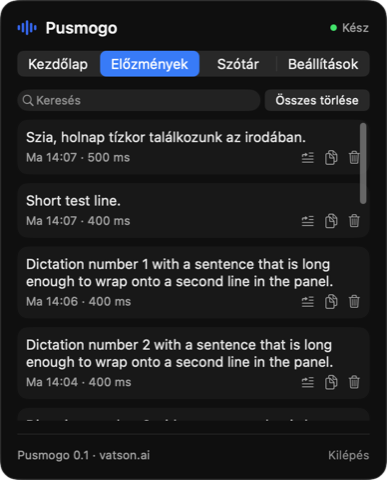 Pusmogo
Kész
Kezdőlap
Előzmények
Szótár
Beállítások
Keresés
Összes törlése
Szia, holnap tízkor találkozunk az irodában.
Ma 14:07 · 500 ms
Short test line.
Ma 14:07 · 400 ms
Dictation number 1 with a sentence that is long
enough to wrap onto a second line in the panel.
Ma 14:06 · 400 ms
Dictation number 2 with a sentence that is long
enough to wrap onto a second line in the panel.
Ma 14:04 · 400 ms
Pusmogo 0.1 · vatson.ai
Kilépés